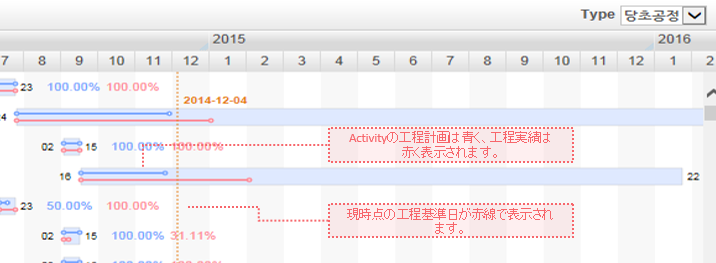 Type 당초공정
2015 2016
7 8 9 10 11 12 1 2 3 4 5 6 7 8 9 10 11 12 1 2
23 100.00% 100.00%
2014-12-04
24
02 15 100.00% 100.00%
Activityの工程計画は青く、工程実績は
赤く表示されます。
16 22
23 50.00% 100.00%
現時点の工程基準日が赤線で表示され
ます。
02 15 100.00% 31.11%